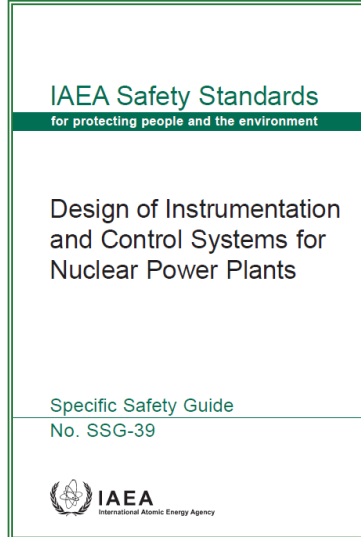 IAEA Safety Standards
for protecting people and the environment
Design of Instrumentation
and Control Systems for
Nuclear Power Plants
Specific Safety Guide
No. SSG-39
IAEA
International Atomic Energy Agency